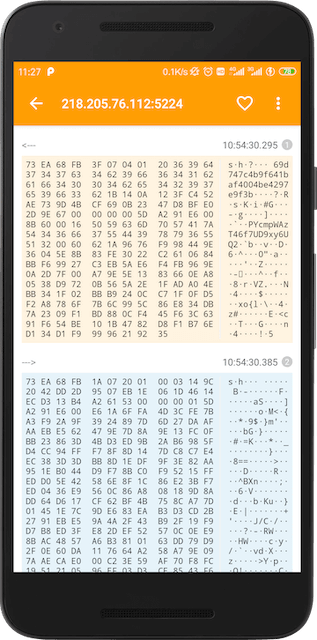 11:27 0.1K/s 78
218.205.76.112:5224
<--- 10:54:30.295 1
73 EA 68 FB 3F 07 04 01 20 36 39 64 s·h·?··· 69d
37 34 37 63 34 62 39 66 36 34 31 62 747c4b9f641b
61 66 34 30 30 34 62 65 34 32 39 37 af4004be4297
65 39 66 33 62 1B 14 0A 12 3F C4 52 e9f3b····?·R
AE 73 9D 4B CF 69 0B 23 47 D8 BF E0 ·s·K·i·#G···
2D 9E 67 00 00 00 00 5D A2 91 E6 00 -·g····]····
6B 60 00 16 50 59 63 6D 70 57 41 7A
54 34 36 66 37 55 44 39 78 79 36 55 T46f7UD9xy6U
51 32 00 60 62 1A 96 76 F9 98 44 9E Q2·`b··v··D·
36 04 5E 8B 83 FE 30 22 C2 61 06 84 6·^···0"·a··
BB F6 99 27 C3 EB 5A E6 F4 FB 96 9E ···'··Z·····
0A 2D 7F 00 A7 9E 5E 13 83 66 0E A8
05 38 D9 72 0B 56 5A 2E 1F AD A0 4E ·8·r·VZ.···N
BB 34 1F 02 BB B9 24 0C C7 1F 0F D5 ·4····$·····
F2 A8 78 6F 7B 6C 99 5C 86 E8 34 DB ··xo{l·\··4·
7A 23 09 F1 BD 88 0C F4 45 F6 3C 63 z#······E·<c
91 F6 54 BE 10 1B 47 82 D8 F1 B7 6E ··T···G····n
D1 34 D1 F9 99 96 21 92 35 ·4····!·5
---> 10:54:30.385 2
73 EA 68 FB 1A 07 20 01 00 03 14 9C
20 42 DD 2D 95 07 EB 1E 06 1D 46 14
EC D3 13 B4 A2 61 53 00 00 00 01 5D ·····aS····]
A2 91 E6 00 E6 1A 6F FA 4D 3C FE 7B ······o·M<·{
A3 F9 2A 9F 39 24 89 7D 6D 27 DA AF ··*·9$·}m'··
AA EB E5 62 47 9E 7D 8A 9E 13 FC 0F ···bG·}·····
BB 23 86 3D 4B D3 ED 9B 2A B6 98 5F ·#·=K···*··_
D4 CC 94 FF F7 8F 8D 14 7D C8 C7 E4 ········}···
EC 38 3D 3D BB 8D 1E DF 9F 3E 82 AA ·8==·····>··
95 1E B0 44 D9 F7 8B C0 F9 52 15 FF ···D·····R··
ED D0 5E 42 58 6E 8F 1C 86 E2 3B F7 ··^BXn····;·
ED 04 36 E9 56 0C 86 A8 08 18 9D 8A ··6·V·······
DD 64 D6 17 CF 62 BF 4B 75 8C A7 7D ·d···b·Ku··}
01 45 1E 7C 9D E6 83 EA B3 D3 CD 2B ·E·|·······+
27 91 EB E5 9A 4A 2F 43 B9 2F 19 F9 '····J/C·/··
D7 B8 ED 3F E8 2D EF 52 57 0C 0E E9 ···?·-·RW···
8B AC 48 57 A6 B3 81 01 63 DD 79 D9 ··HW····c·y·
2F 0E 60 DA 11 76 64 A2 58 A7 9E 09 /·`··vd·X···
7A AE CA E0 00 C2 3E 59 AF 70 F8 FC z·····>Y·p··